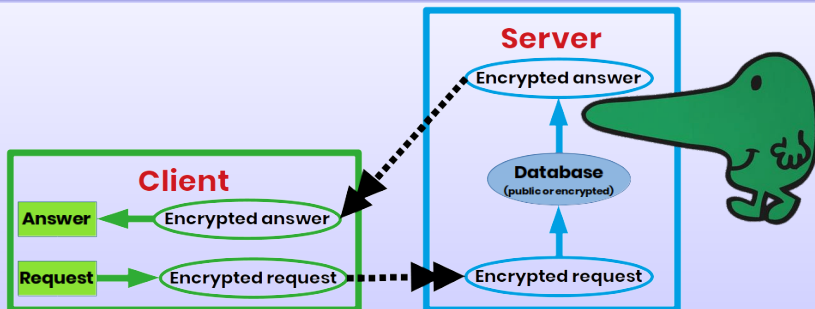 Server
Encrypted answer
Client
Database
(public or encrypted)
Answer
Encrypted answer
Request
Encrypted request
Encrypted request